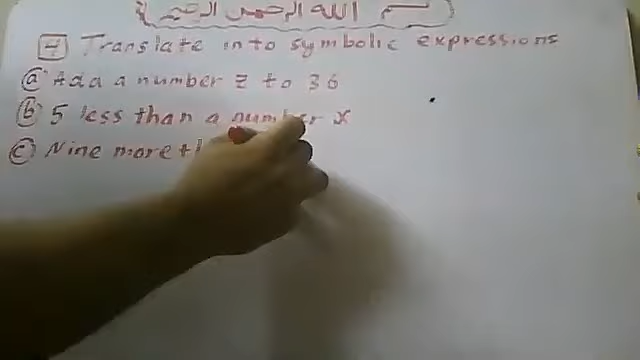 بسم الله الرحمن الرحيم
4 Translate into symbolic expressions
(a) Add a number z to 36
(b) 5 less than a number x
(c) Nine more